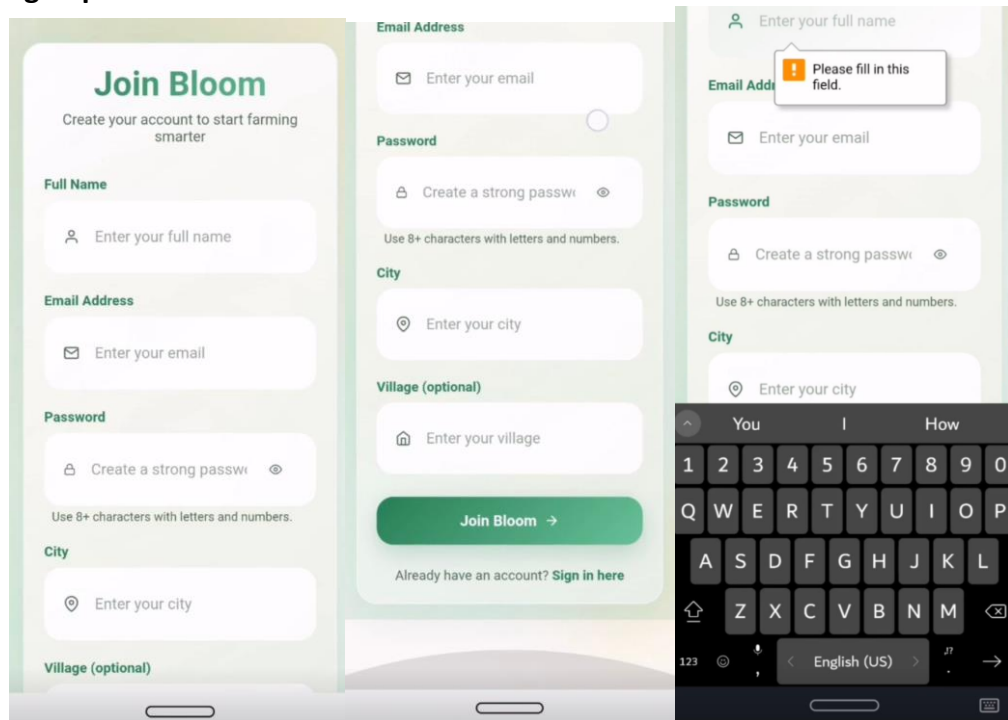 Join Bloom
Create your account to start farming
smarter
Full Name
Enter your full name
Email Address
Enter your email
Password
Create a strong passw
Use 8+ characters with letters and numbers.
City
Enter your city
Village (optional)
Email Address
Enter your email
Password
Create a strong passw
Use 8+ characters with letters and numbers.
City
Enter your city
Village (optional)
Enter your village
Join Bloom →
Already have an account? Sign in here
Enter your full name
Please fill in this
field.
Email Addr
Enter your email
Password
Create a strong passw
Use 8+ characters with letters and numbers.
City
Enter your city
You I How
1 2 3 4 5 6 7 8 9 0
Q W E R T Y U I O P
A S D F G H J K L
Z X C V B N M
123 , < English (US) > .